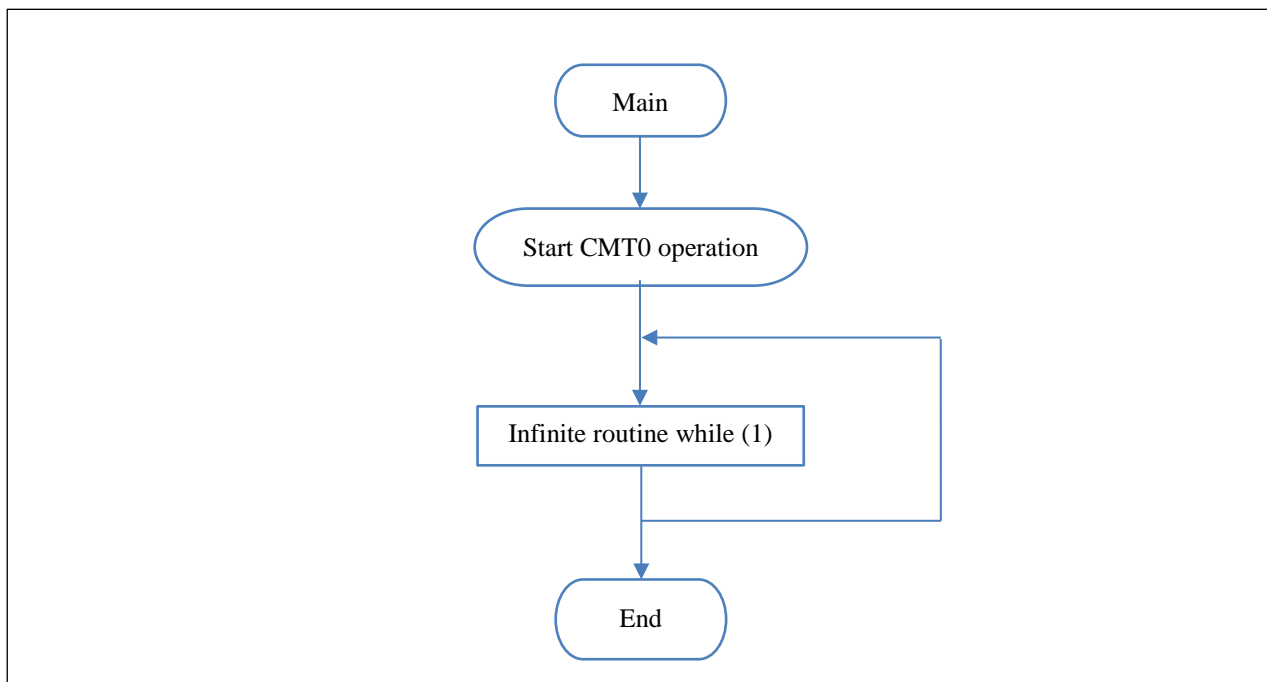 Main
Start CMT0 operation
Infinite routine while (1)
End